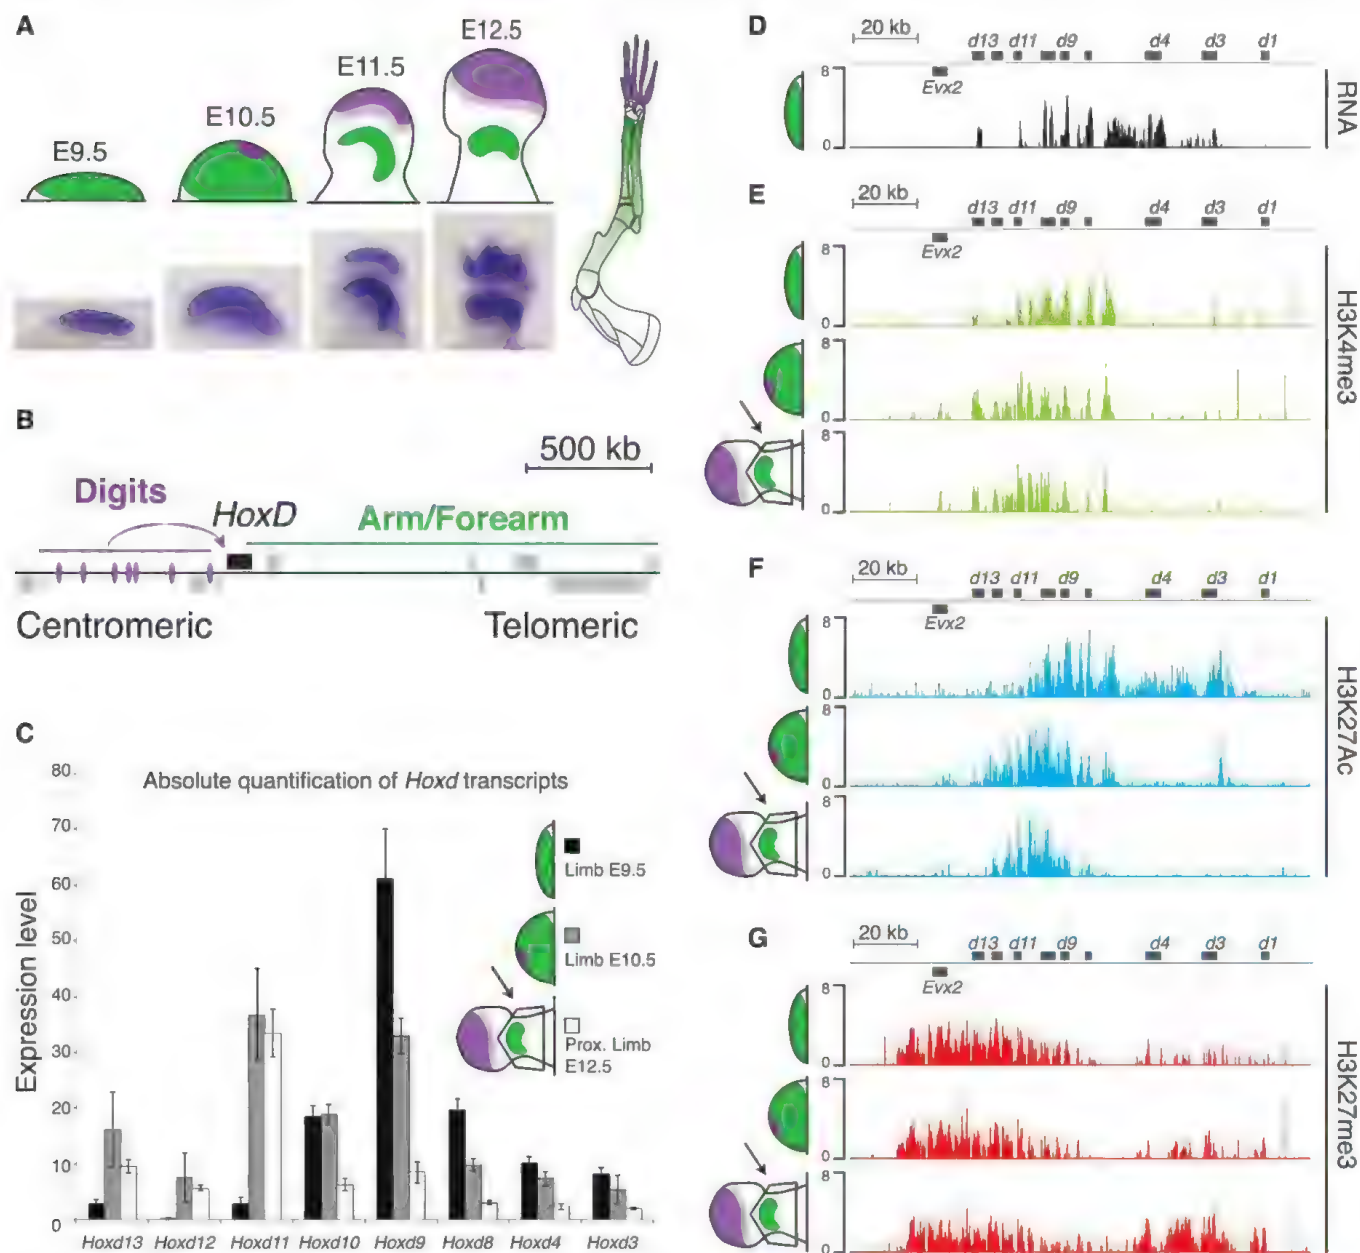 A
E9.5
E10.5
E11.5
E12.5
B
500 kb
Digits
HoxD
Arm/Forearm
Centromeric
Telomeric
C
Absolute quantification of Hoxd transcripts
Expression level
80
70
60
50
40
30
20
10
0
Limb E9.5
Limb E10.5
Prox. Limb
E12.5
Hoxd13 Hoxd12 Hoxd11 Hoxd10 Hoxd9 Hoxd8 Hoxd4 Hoxd3
D
20 kb
d13 d11 d9 d4 d3 d1
Evx2
8
0
RNA
E
20 kb
d13 d11 d9 d4 d3 d1
Evx2
8
0
8
0
8
0
H3K4me3
F
20 kb
d13 d11 d9 d4 d3 d1
Evx2
8
0
8
0
8
0
H3K27Ac
G
20 kb
d13 d11 d9 d4 d3 d1
Evx2
8
0
8
0
8
0
H3K27me3